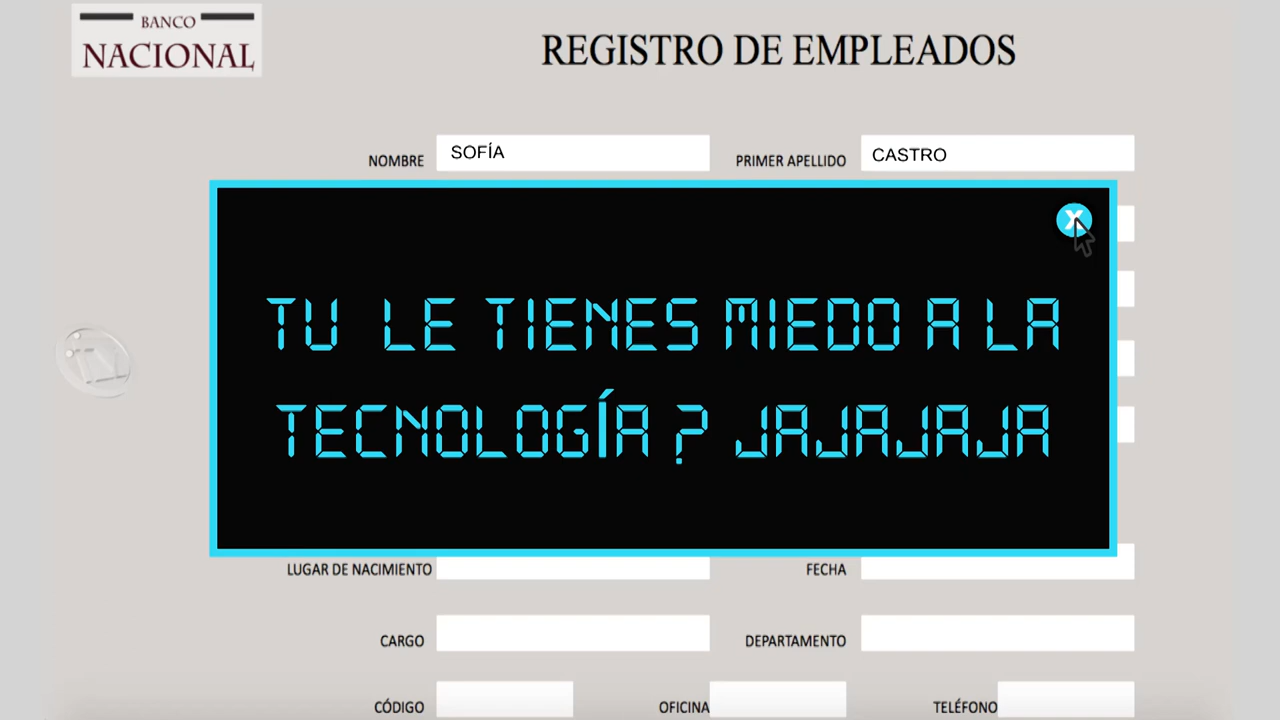 BANCO
NACIONAL
REGISTRO DE EMPLEADOS
NOMBRE SOFÍA PRIMER APELLIDO CASTRO
X
TU LE TIENES MIEDO A LA
TECNOLOGÍA ? JAJAJAJA
LUGAR DE NACIMIENTO FECHA
CARGO DEPARTAMENTO
CÓDIGO OFICINA TELÉFONO